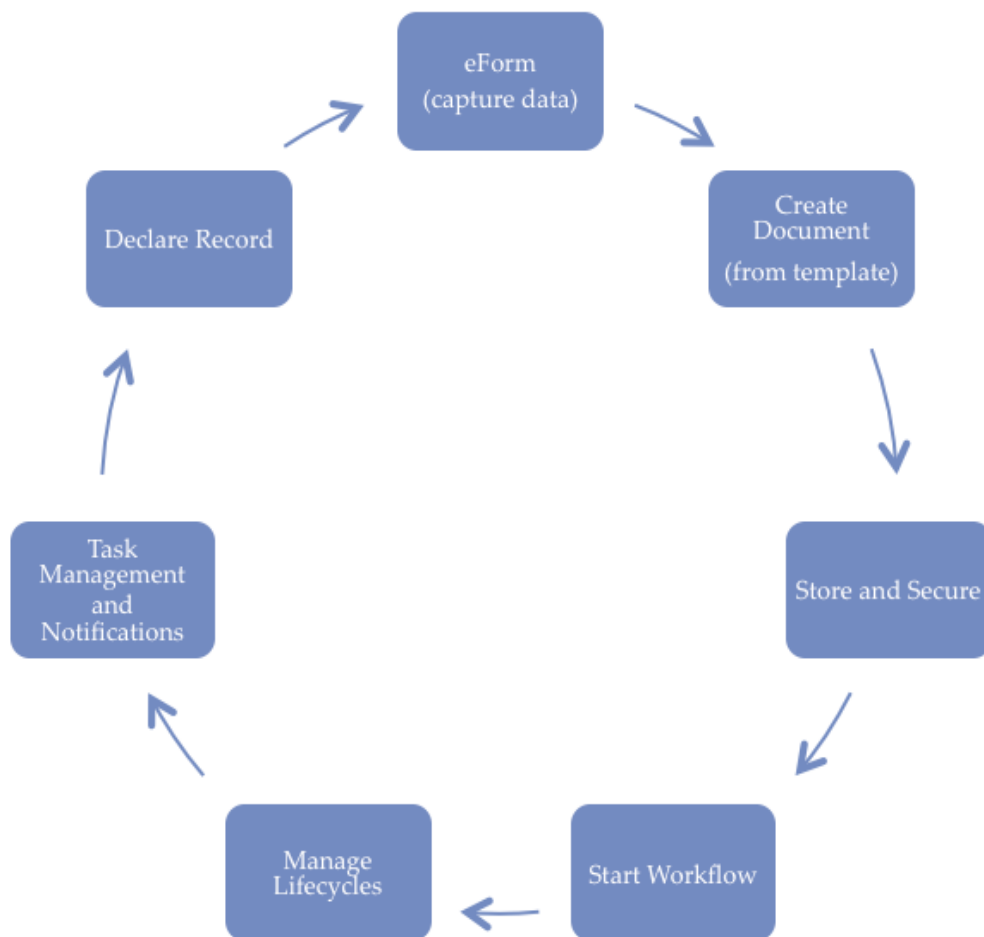 eForm
(capture data)
Create
Document
(from template)
Store and Secure
Start Workflow
Manage
Lifecycles
Task
Management
and
Notifications
Declare Record